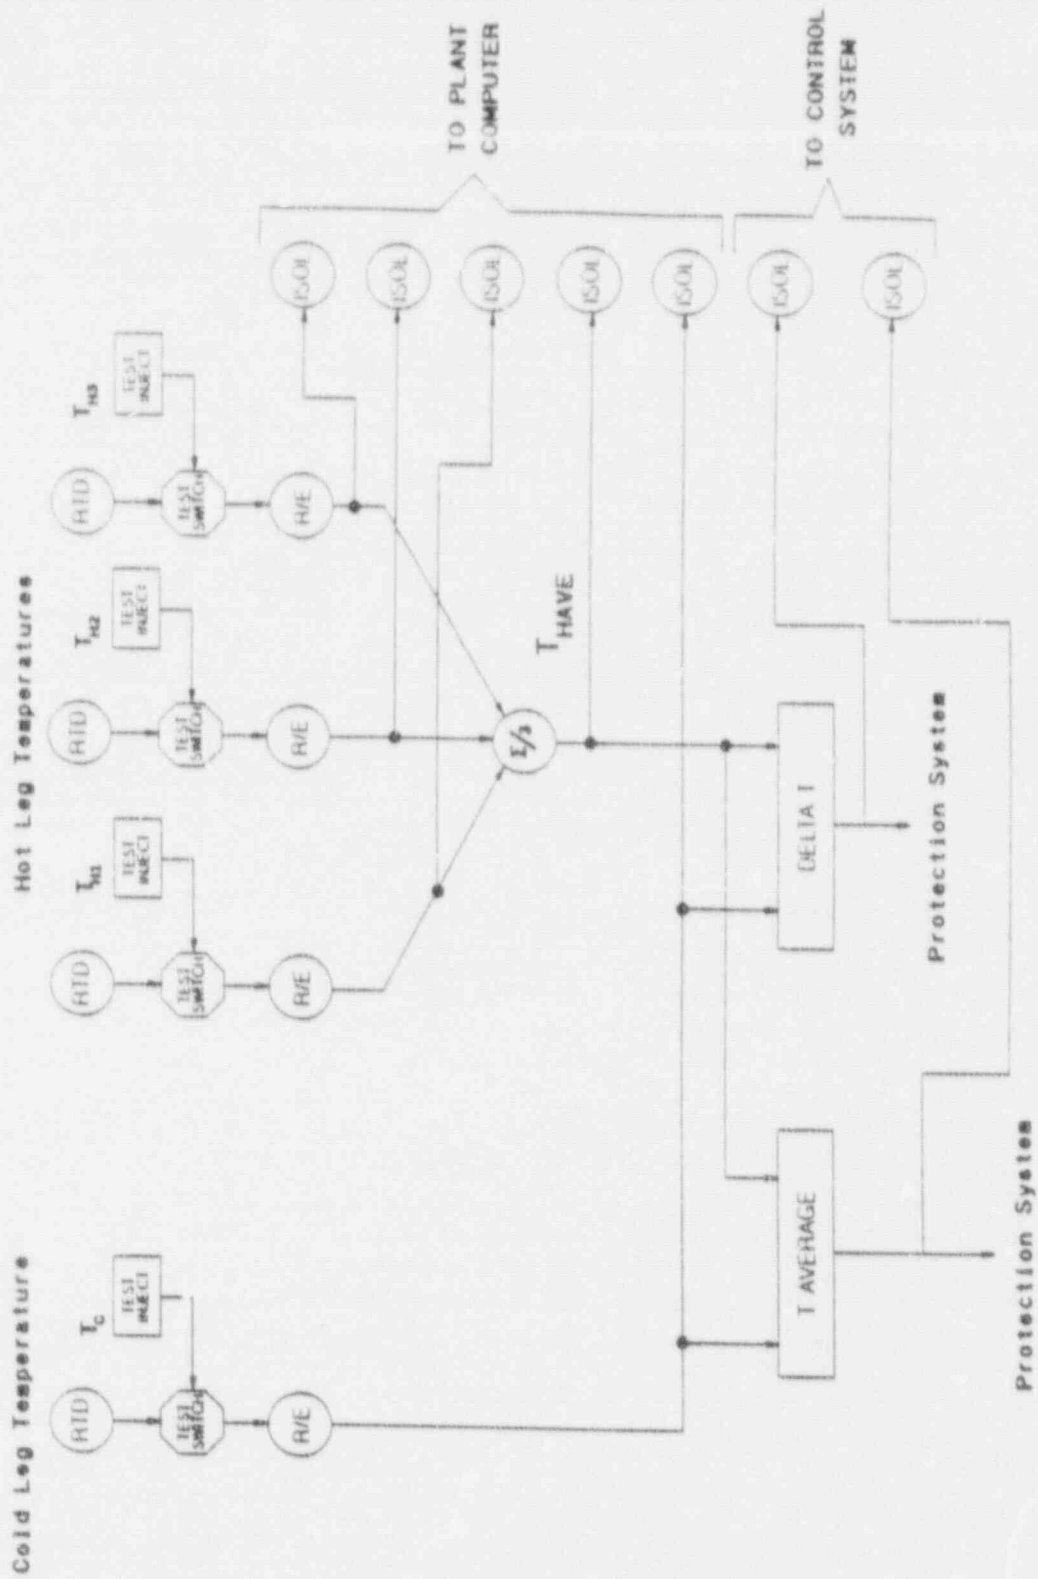 Cold Leg Temperature
Hot Leg Temperatures
RTD
T_C
RTD
T_H1
RTD
T_H2
RTD
T_H3
TEST
INJECT
TEST
INJECT
TEST
INJECT
TEST
INJECT
TEST
SWITCH
TEST
SWITCH
TEST
SWITCH
TEST
SWITCH
R/E
R/E
R/E
R/E
ISOL
ISOL
ISOL
TO PLANT
COMPUTER
Σ/3
T_HAVE
ISOL
ISOL
T AVERAGE
DELTA T
ISOL
TO CONTROL
SYSTEM
ISOL
Protection System
Protection System